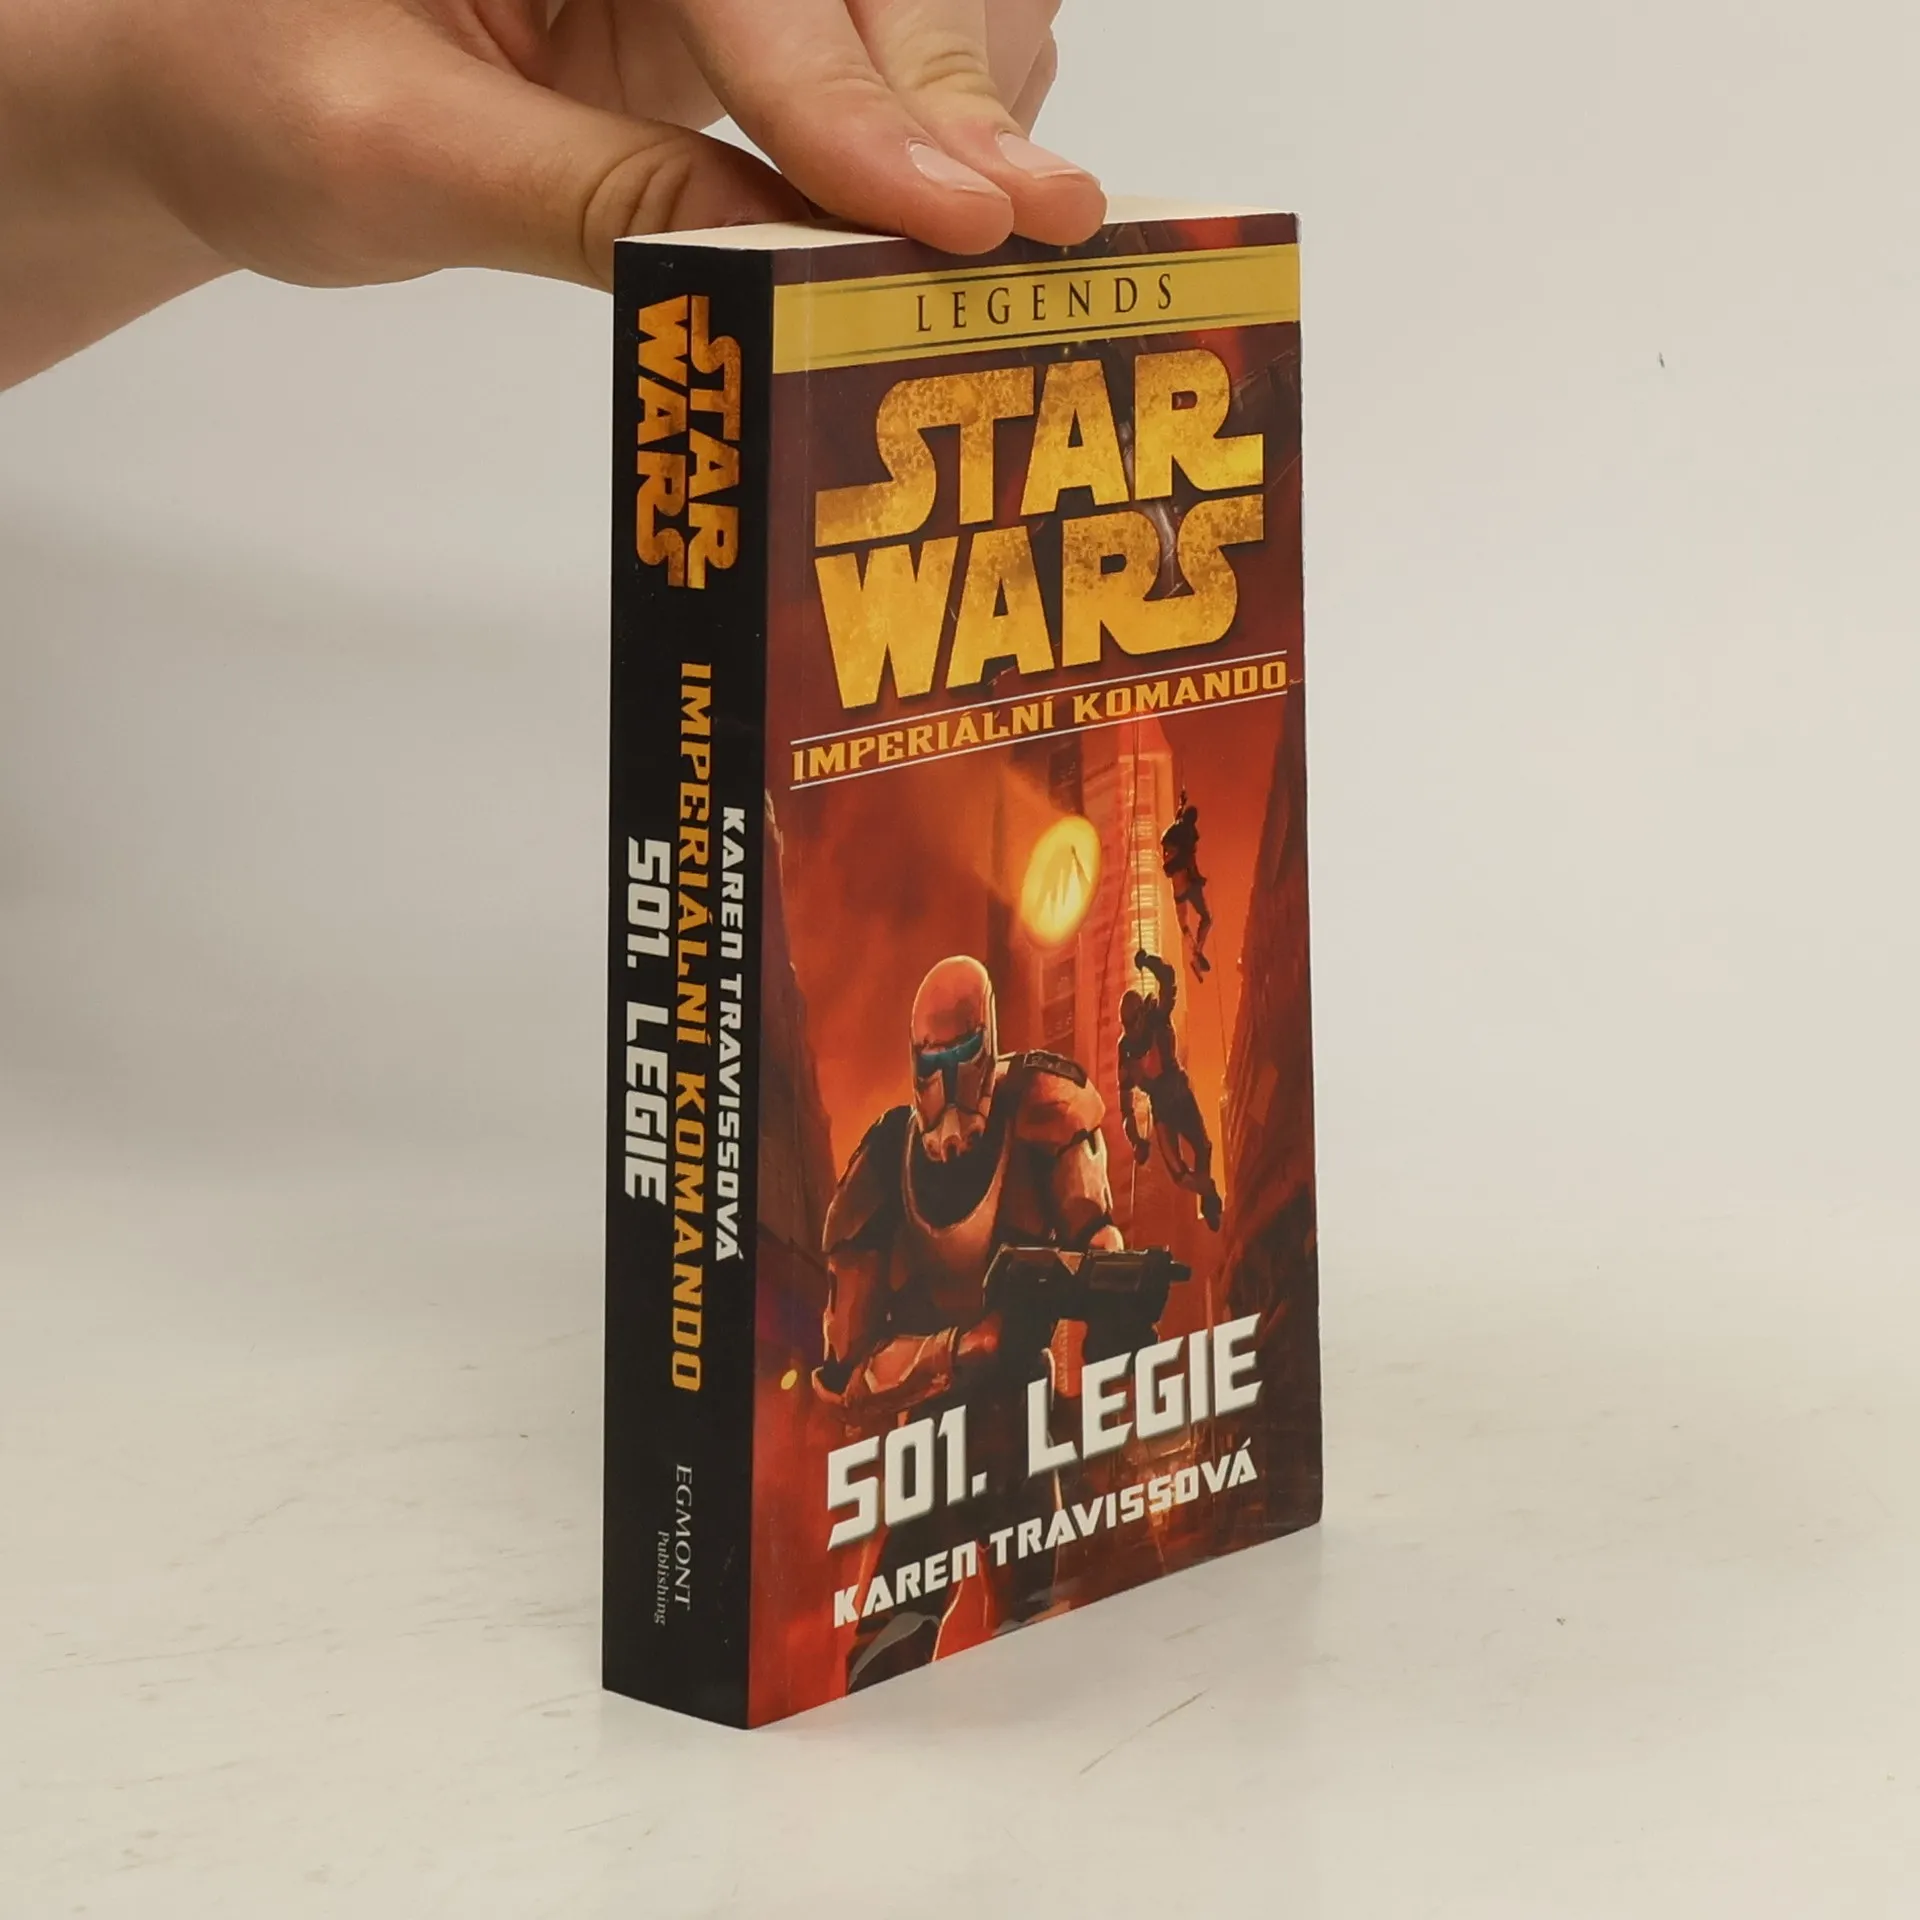 STAR
WARS
KAREN TRAVISSOVÁ
IMPERIÁLNÍ KOMANDO
501. LEGIE
EGMONT
Publishing
LEGENDS
STAR
WARS
IMPERIÁLNÍ KOMANDO
501. LEGIE
KAREN TRAVISSOVÁ